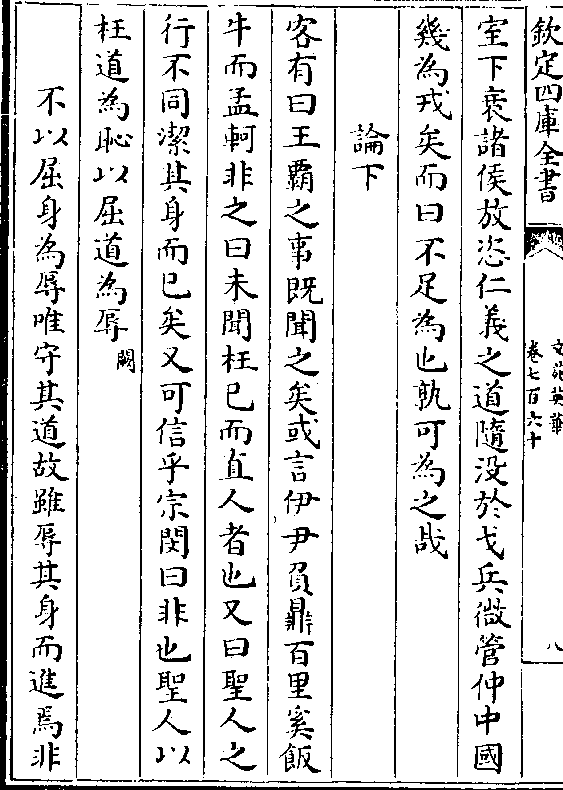 欽定四庫全書
文苑英華
卷七百六十
八
室下衰諸侯放恣仁義之道隨没於戈兵微管仲中國
幾為戎矣而曰不足為也孰可為之哉
論下
客有曰王霸之事既聞之矣或言伊尹負鼎百里奚飯
牛而孟軻非之曰未聞枉已而直人者也又曰聖人之
行不同潔其身而已矣又可信乎宗閔曰非也聖人以
枉道為恥以屈道為辱闕
不以屈身為辱唯守其道故雖辱其身而進焉非